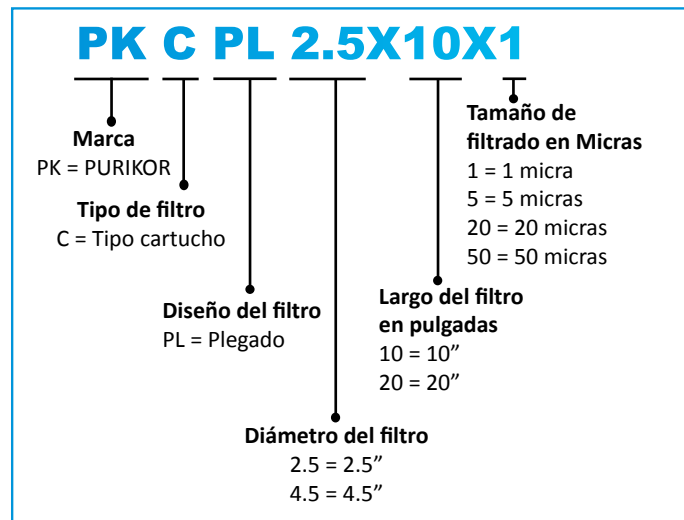 PK C PL 2.5X10X1
Marca
PK = PURIKOR
Tipo de filtro
C = Tipo cartucho
Diseño del filtro
PL = Plegado
Diámetro del filtro
2.5 = 2.5”
4.5 = 4.5”
Largo del filtro
en pulgadas
10 = 10”
20 = 20”
Tamaño de
filtrado en Micras
1 = 1 micra
5 = 5 micras
20 = 20 micras
50 = 50 micras